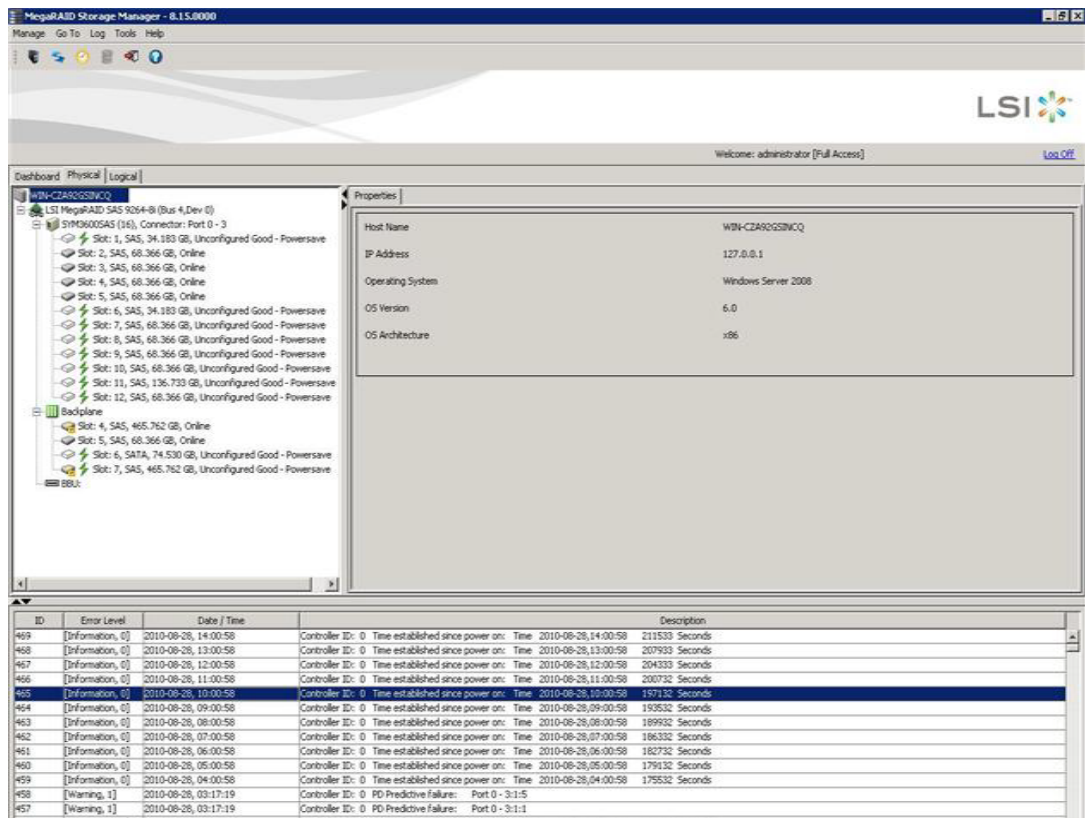 MegaRAID Storage Manager - 8.15.0000
Manage Go To Log Tools Help
LSI
Welcome: administrator [Full Access] Log Off
Dashboard Physical Logical
WIN-CZA92GSINCQ
LSI MegaRAID SAS 9264-8i (Bus 4,Dev 0)
SYM3600SAS (16), Connector: Port 0 - 3
Slot: 1, SAS, 34.183 GB, Unconfigured Good - Powersave
Slot: 2, SAS, 68.366 GB, Online
Slot: 3, SAS, 68.366 GB, Online
Slot: 4, SAS, 68.366 GB, Online
Slot: 5, SAS, 68.366 GB, Online
Slot: 6, SAS, 34.183 GB, Unconfigured Good - Powersave
Slot: 7, SAS, 68.366 GB, Unconfigured Good - Powersave
Slot: 8, SAS, 68.366 GB, Unconfigured Good - Powersave
Slot: 9, SAS, 68.366 GB, Unconfigured Good - Powersave
Slot: 10, SAS, 68.366 GB, Unconfigured Good - Powersave
Slot: 11, SAS, 136.733 GB, Unconfigured Good - Powersave
Slot: 12, SAS, 68.366 GB, Unconfigured Good - Powersave
Backplane
Slot: 4, SAS, 465.762 GB, Online
Slot: 5, SAS, 68.366 GB, Online
Slot: 6, SATA, 74.530 GB, Unconfigured Good - Powersave
Slot: 7, SAS, 465.762 GB, Unconfigured Good - Powersave
BBU:
Properties
Host Name WIN-CZA92GSINCQ
IP Address 127.0.0.1
Operating System Windows Server 2008
OS Version 6.0
OS Architecture x86
ID Error Level Date / Time Description
469 [Information, 0] 2010-08-28, 14:00:58 Controller ID: 0 Time established since power on: Time 2010-08-28,14:00:58 211533 Seconds
468 [Information, 0] 2010-08-28, 13:00:58 Controller ID: 0 Time established since power on: Time 2010-08-28,13:00:58 207933 Seconds
467 [Information, 0] 2010-08-28, 12:00:58 Controller ID: 0 Time established since power on: Time 2010-08-28,12:00:58 204333 Seconds
466 [Information, 0] 2010-08-28, 11:00:58 Controller ID: 0 Time established since power on: Time 2010-08-28,11:00:58 200732 Seconds
465 [Information, 0] 2010-08-28, 10:00:58 Controller ID: 0 Time established since power on: Time 2010-08-28,10:00:58 197132 Seconds
464 [Information, 0] 2010-08-28, 09:00:58 Controller ID: 0 Time established since power on: Time 2010-08-28,09:00:58 193532 Seconds
463 [Information, 0] 2010-08-28, 08:00:58 Controller ID: 0 Time established since power on: Time 2010-08-28,08:00:58 189932 Seconds
462 [Information, 0] 2010-08-28, 07:00:58 Controller ID: 0 Time established since power on: Time 2010-08-28,07:00:58 186332 Seconds
461 [Information, 0] 2010-08-28, 06:00:58 Controller ID: 0 Time established since power on: Time 2010-08-28,06:00:58 182732 Seconds
460 [Information, 0] 2010-08-28, 05:00:58 Controller ID: 0 Time established since power on: Time 2010-08-28,05:00:58 179132 Seconds
459 [Information, 0] 2010-08-28, 04:00:58 Controller ID: 0 Time established since power on: Time 2010-08-28,04:00:58 175532 Seconds
458 [Warning, 1] 2010-08-28, 03:17:19 Controller ID: 0 PD Predictive failure: Port 0 - 3:1:5
457 [Warning, 1] 2010-08-28, 03:17:19 Controller ID: 0 PD Predictive failure: Port 0 - 3:1:1